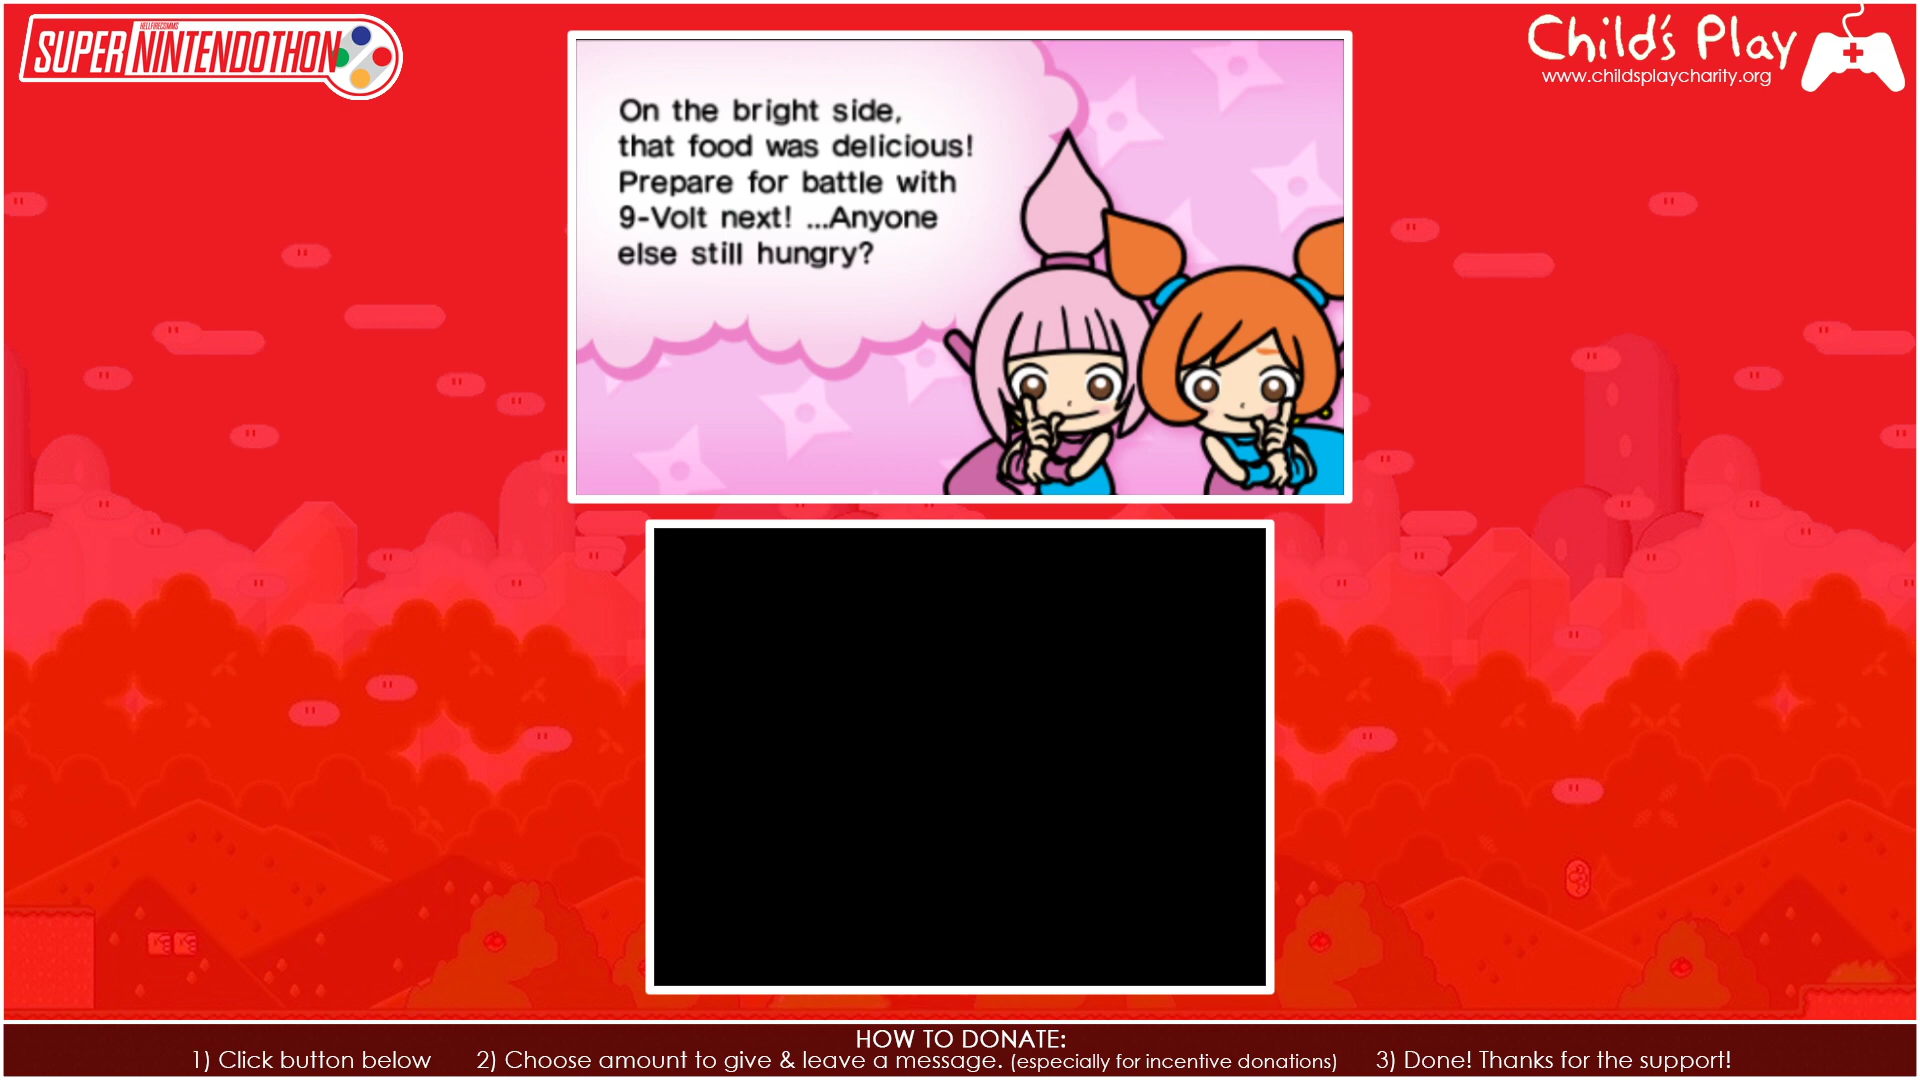 HELLFIRECOMMS
SUPER NINTENDOTHON
Child's Play
www.childsplaycharity.org
On the bright side,
that food was delicious!
Prepare for battle with
9-Volt next! ...Anyone
else still hungry?
HOW TO DONATE:
1) Click button below 2) Choose amount to give & leave a message. (especially for incentive donations) 3) Done! Thanks for the support!